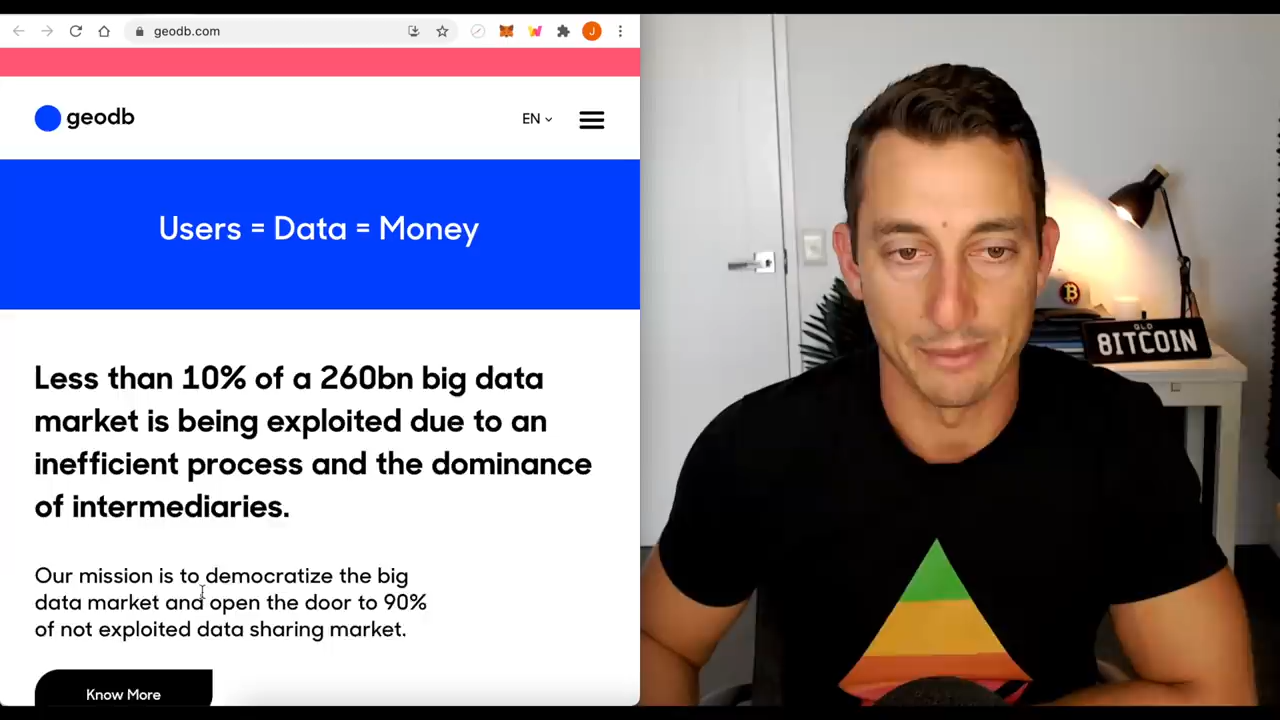 geodb.com
J
geodb
EN
Users = Data = Money
Less than 10% of a 260bn big data
market is being exploited due to an
inefficient process and the dominance
of intermediaries.
Our mission is to democratize the big
data market and open the door to 90%
of not exploited data sharing market.
Know More
QLD
8ITCOIN